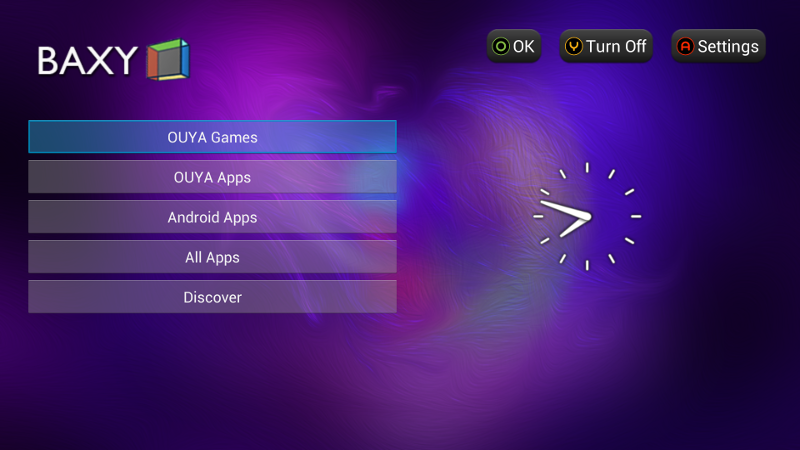 BAXY
O OK
Y Turn Off
A Settings
OUYA Games
OUYA Apps
Android Apps
All Apps
Discover